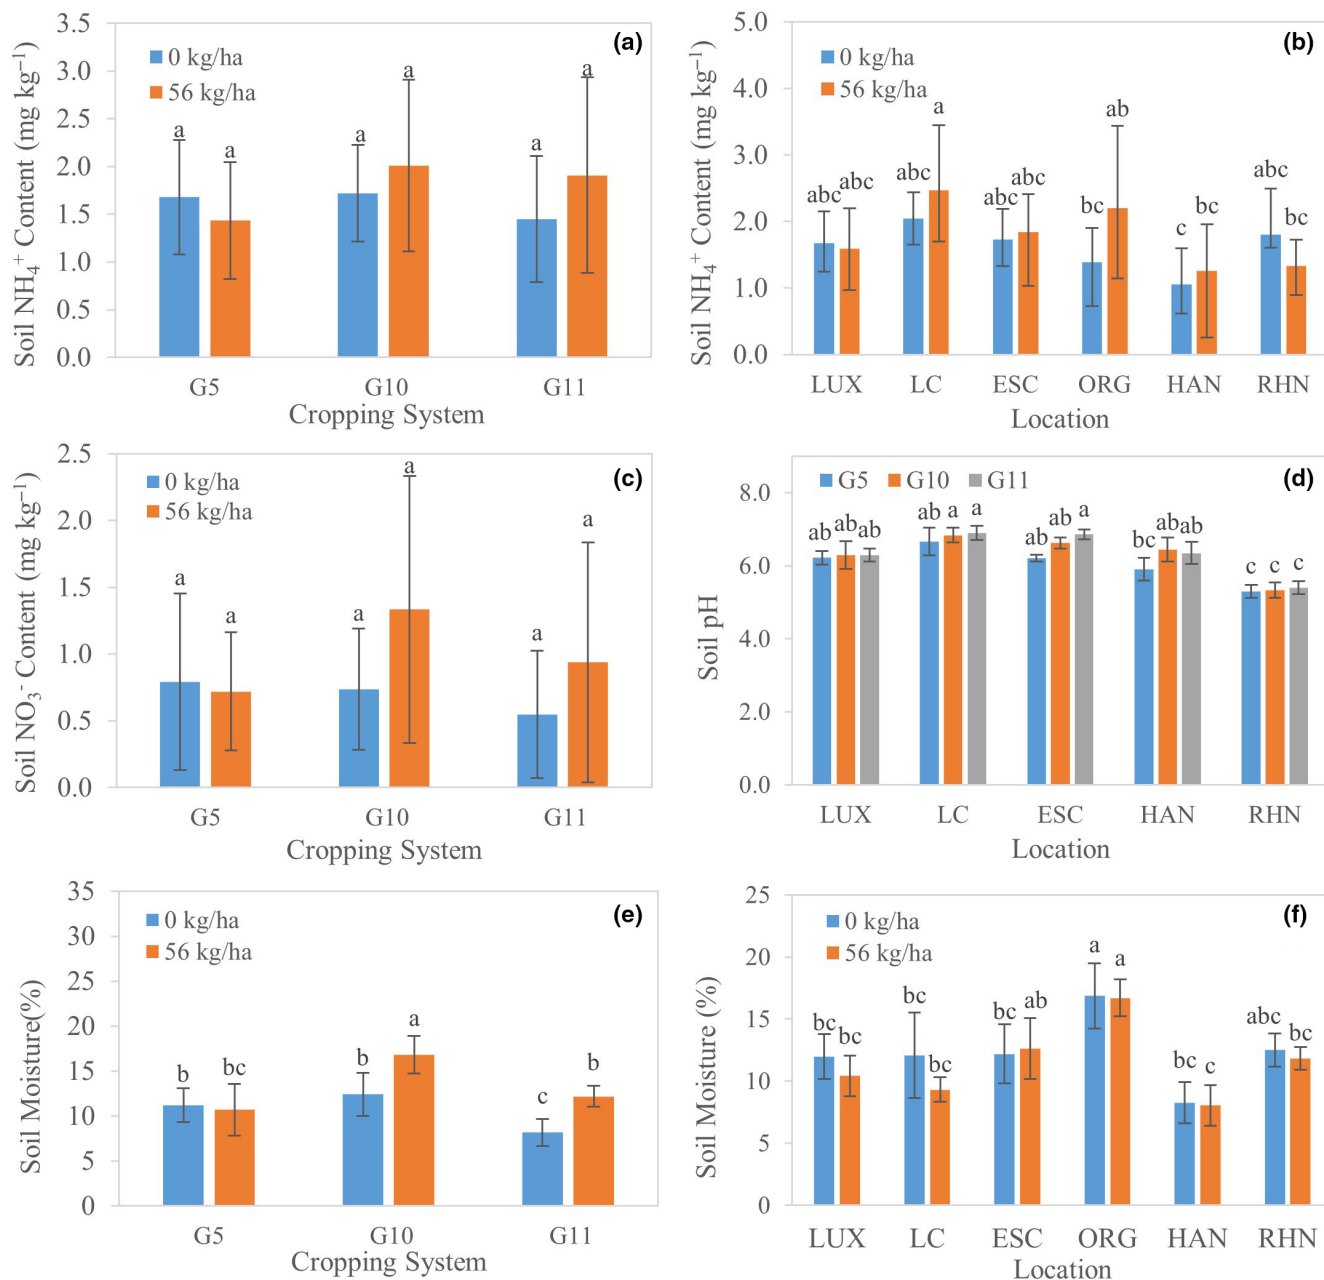 (a)
0 kg/ha
56 kg/ha
Soil NH₄⁺ Content (mg kg⁻¹)
3.5
3.0
2.5
2.0
1.5
1.0
0.5
0.0
a a a a a a
G5 G10 G11
Cropping System
(b)
0 kg/ha
56 kg/ha
Soil NH₄⁺ Content (mg kg⁻¹)
5.0
4.0
3.0
2.0
1.0
0.0
abc abc abc a abc abc bc ab c bc abc bc
LUX LC ESC ORG HAN RHN
Location
(c)
0 kg/ha
56 kg/ha
Soil NO₃⁻ Content (mg kg⁻¹)
2.5
2.0
1.5
1.0
0.5
0.0
a a a a a a
G5 G10 G11
Cropping System
(d)
G5 G10 G11
Soil pH
8.0
6.0
4.0
2.0
0.0
ab ab ab ab a a ab ab a bc ab ab c c c
LUX LC ESC HAN RHN
Location
(e)
0 kg/ha
56 kg/ha
Soil Moisture(%)
35
30
25
20
15
10
5
0
b bc b a c b
G5 G10 G11
Cropping System
(f)
0 kg/ha
56 kg/ha
Soil Moisture (%)
25
20
15
10
5
0
bc bc bc bc bc ab a a bc c abc bc
LUX LC ESC ORG HAN RHN
Location